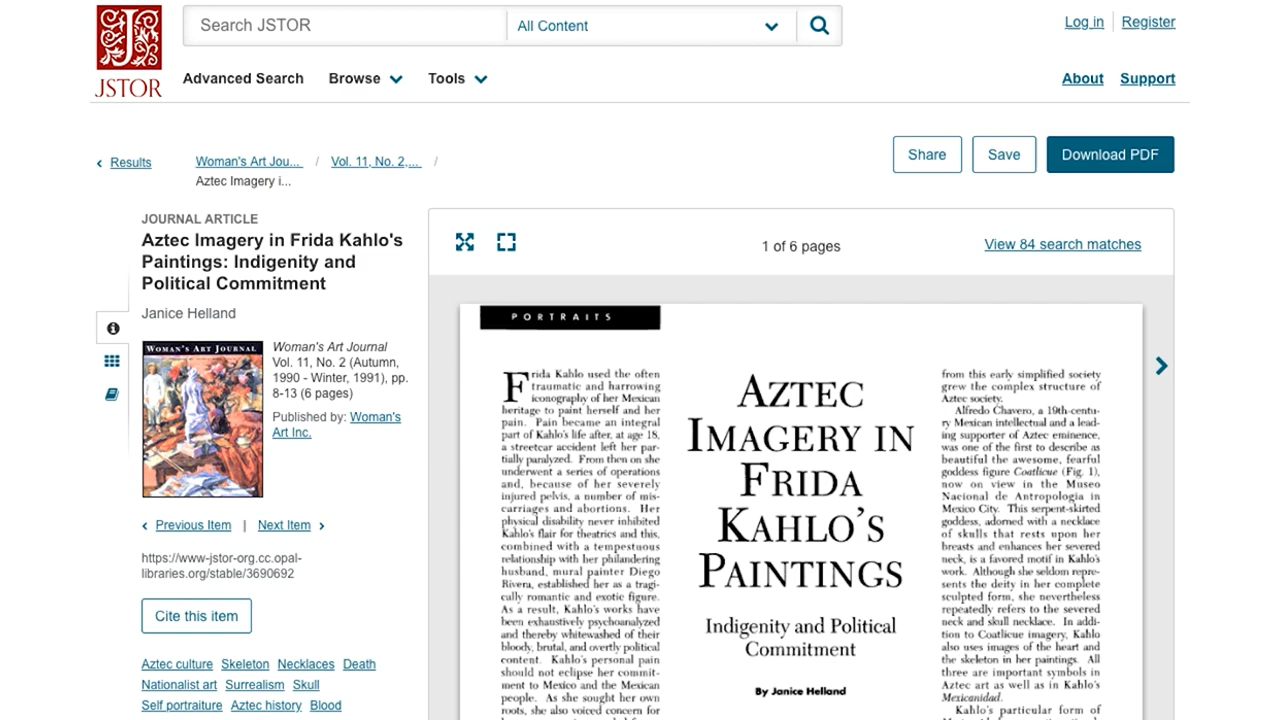 JSTOR
Search JSTOR
All Content
Log in
Register
Advanced Search
Browse
Tools
About
Support
Results
Woman's Art Jou...
/
Vol. 11, No. 2,...
/
Aztec Imagery i...
Share
Save
Download PDF
JOURNAL ARTICLE
Aztec Imagery in Frida Kahlo's
Paintings: Indigenity and
Political Commitment
Janice Helland
WOMAN'S ART JOURNAL
Woman's Art Journal
Vol. 11, No. 2 (Autumn,
1990 - Winter, 1991), pp.
8-13 (6 pages)
Published by: Woman's
Art Inc.
Previous Item | Next Item
https://www-jstor-org.cc.opal-
libraries.org/stable/3690692
Cite this item
Aztec culture Skeleton Necklaces Death
Nationalist art Surrealism Skull
Self portraiture Aztec history Blood
1 of 6 pages
View 84 search matches
PORTRAITS
Frida Kahlo used the often
traumatic and harrowing
iconography of her Mexican
heritage to paint herself and her
pain. Pain became an integral
part of Kahlo's life after, at age 18,
a streetcar accident left her par-
tially paralyzed. From then on she
underwent a series of operations
and, because of her severely
injured pelvis, a number of mis-
carriages and abortions. Her
physical disability never inhibited
Kahlo's flair for theatrics and this,
combined with a tempestuous
relationship with her philandering
husband, mural painter Diego
Rivera, established her as a tragi-
cally romantic and exotic figure.
As a result, Kahlo's works have
been exhaustively psychoanalyzed
and thereby whitewashed of their
bloody, brutal, and overtly political
content. Kahlo's personal pain
should not eclipse her commit-
ment to Mexico and the Mexican
people. As she sought her own
roots, she also voiced concern for
AZTEC
IMAGERY IN
FRIDA
KAHLO'S
PAINTINGS
Indigenity and Political
Commitment
By Janice Helland
from this early simplified society
grew the complex structure of
Aztec society.
Alfredo Chavero, a 19th-centu-
ry Mexican intellectual and a lead-
ing supporter of Aztec eminence,
was one of the first to describe as
beautiful the awesome, fearful
goddess figure Coatlicue (Fig. 1),
now on view in the Museo
Nacional de Antropologia in
Mexico City. This serpent-skirted
goddess, adorned with a necklace
of skulls that rests upon her
breasts and enhances her severed
neck, is a favored motif in Kahlo's
work. Although she seldom repre-
sents the deity in her complete
sculpted form, she nevertheless
repeatedly refers to the severed
neck and skull necklace. In addi-
tion to Coatlicue imagery, Kahlo
also uses images of the heart and
the skeleton in her paintings. All
three are important symbols in
Aztec art as well as in Kahlo's
Mexicanidad.
Kahlo's particular form of